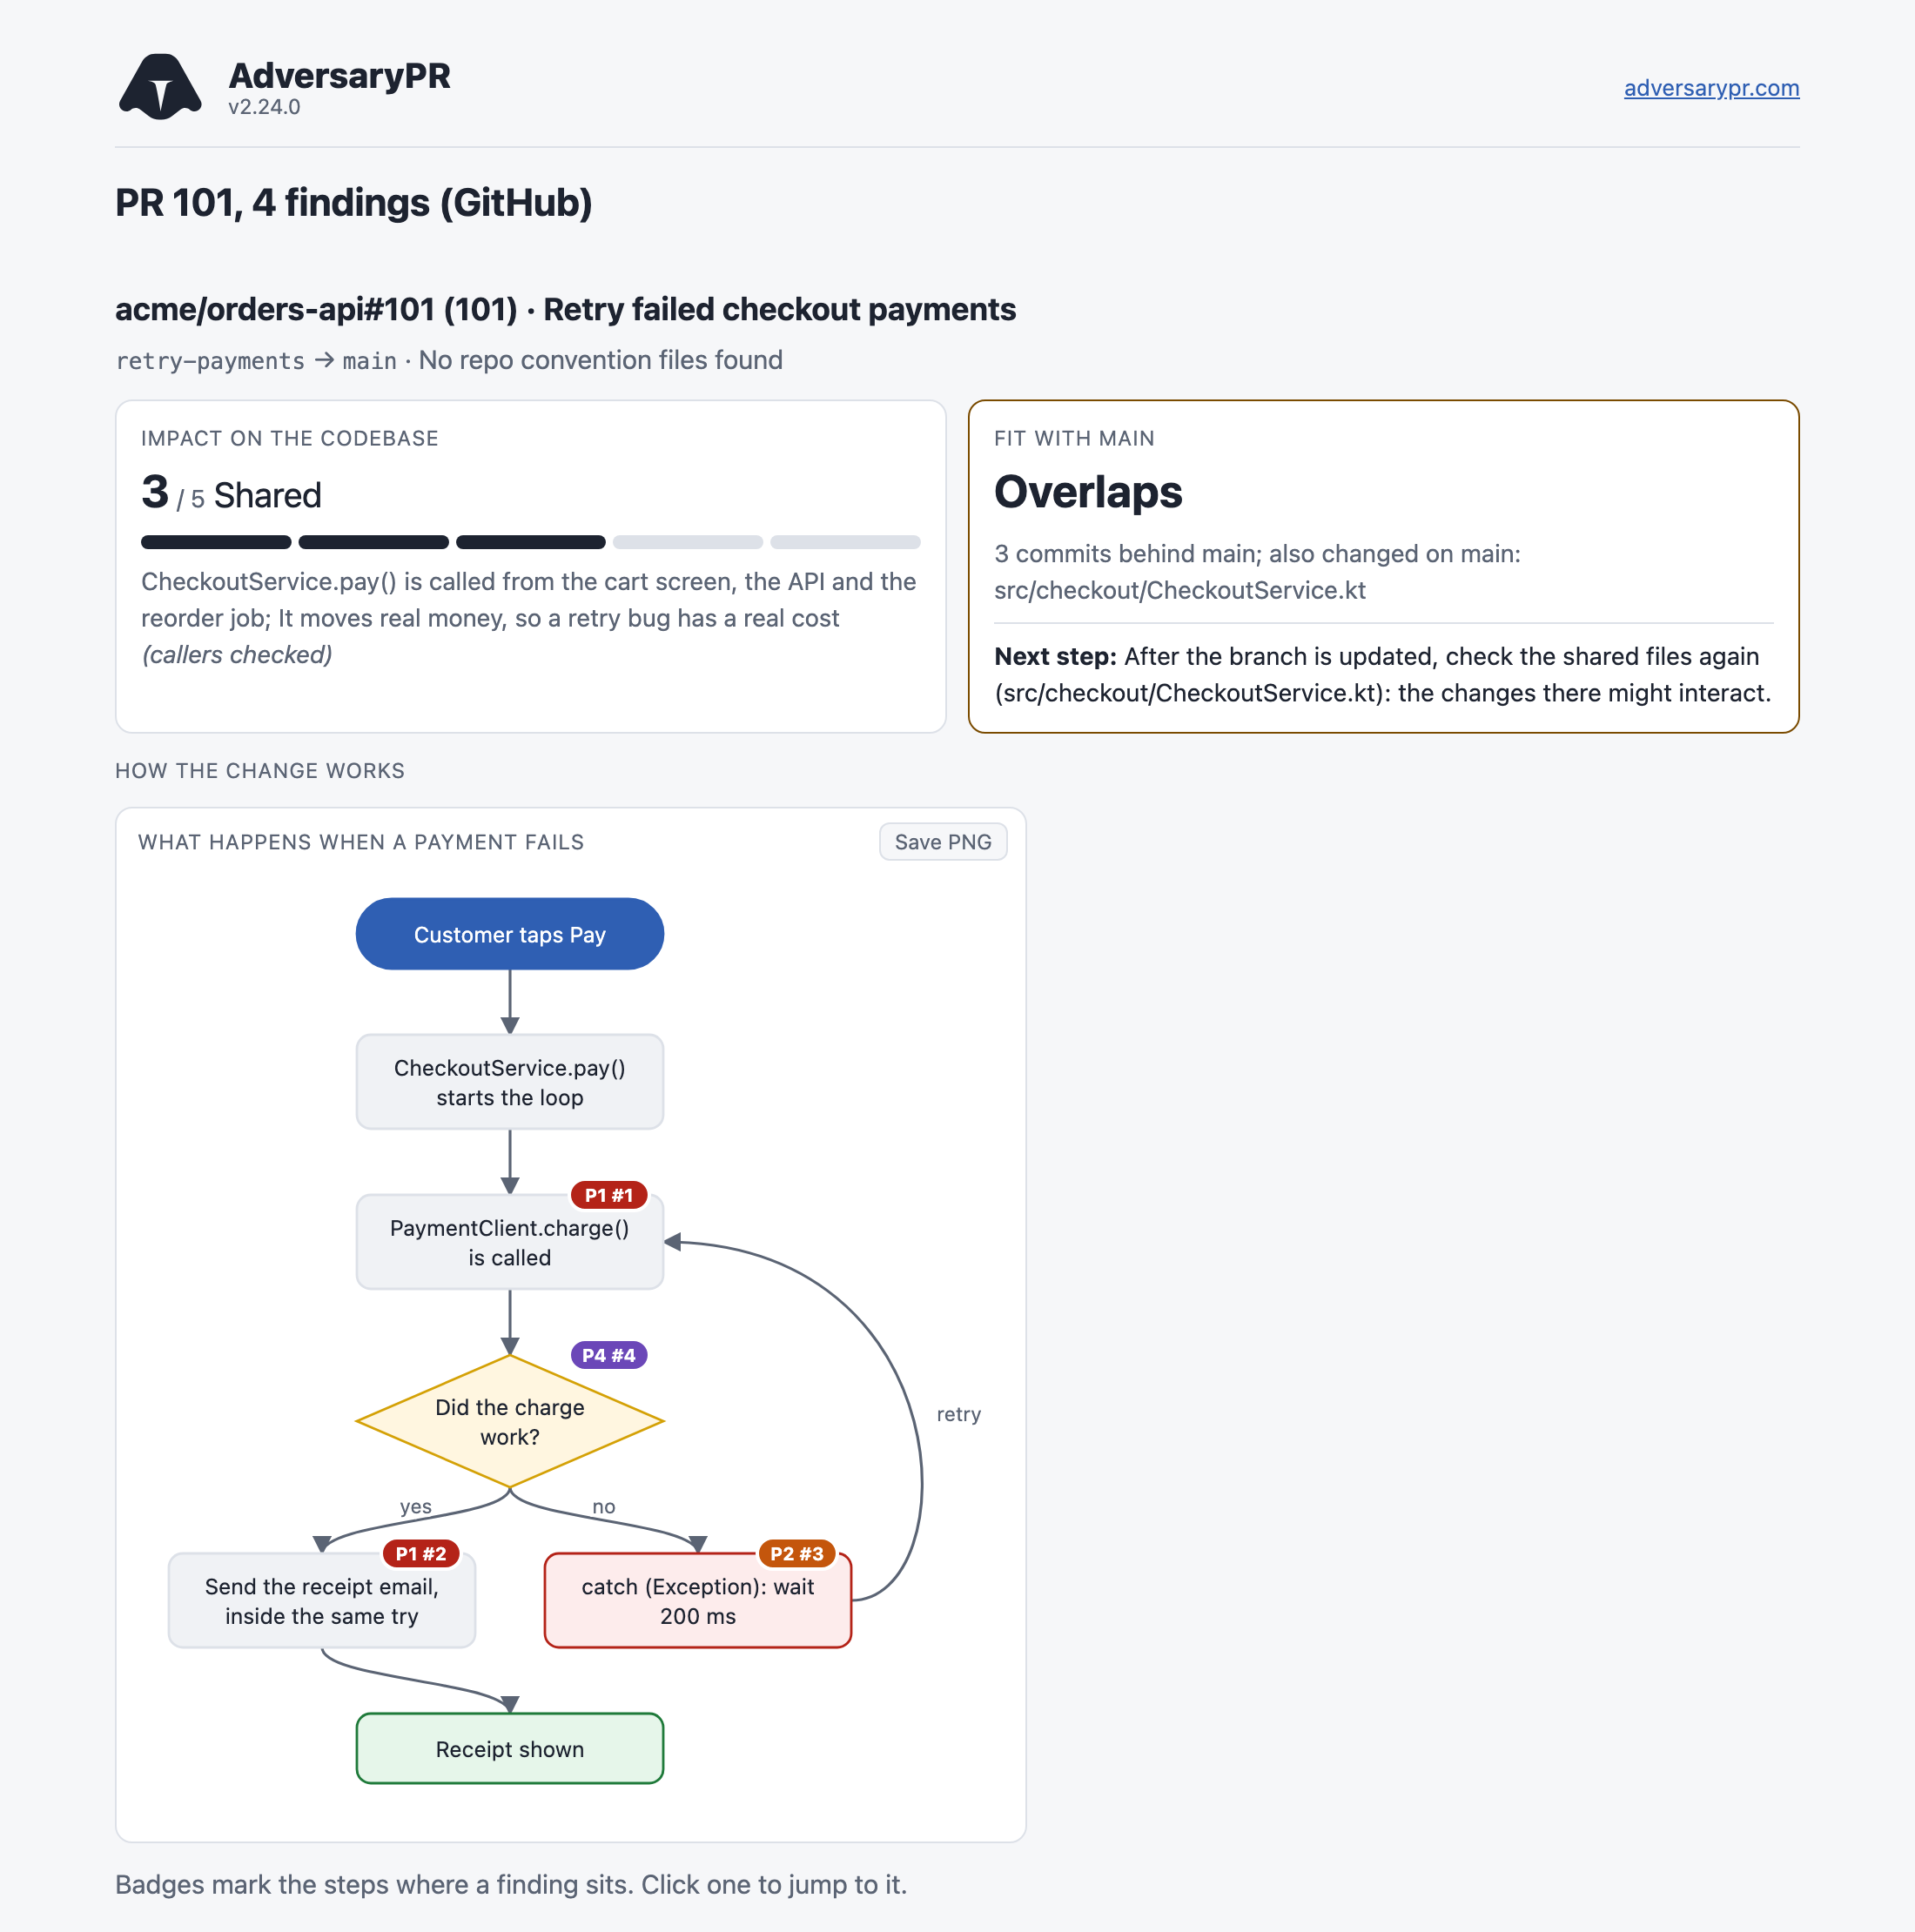 AdversaryPR
v2.24.0
adversarypr.com
PR 101, 4 findings (GitHub)
acme/orders-api#101 (101) · Retry failed checkout payments
retry-payments → main · No repo convention files found
IMPACT ON THE CODEBASE
3 / 5 Shared
CheckoutService.pay() is called from the cart screen, the API and the
reorder job; It moves real money, so a retry bug has a real cost
(callers checked)
FIT WITH MAIN
Overlaps
3 commits behind main; also changed on main:
src/checkout/CheckoutService.kt
Next step: After the branch is updated, check the shared files again
(src/checkout/CheckoutService.kt): the changes there might interact.
HOW THE CHANGE WORKS
WHAT HAPPENS WHEN A PAYMENT FAILS
Save PNG
Customer taps Pay
CheckoutService.pay()
starts the loop
P1 #1
PaymentClient.charge()
is called
P4 #4
Did the charge
work?
retry
yes
no
P1 #2
Send the receipt email,
inside the same try
P2 #3
catch (Exception): wait
200 ms
Receipt shown
Badges mark the steps where a finding sits. Click one to jump to it.